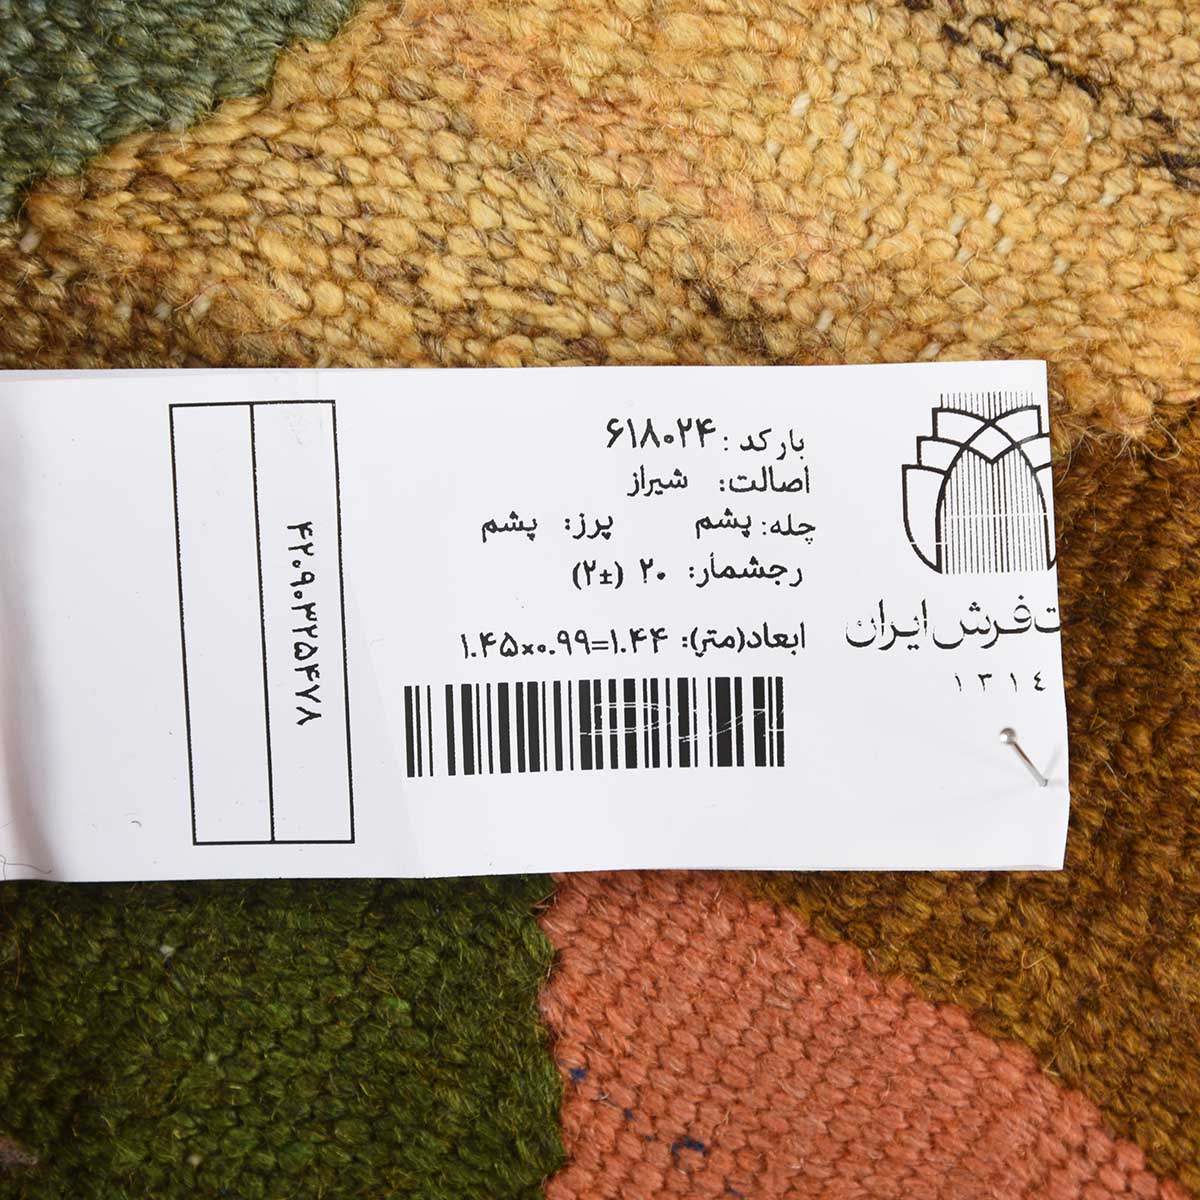 بارکد: ۶۱۸۰۲۴
اصالت: شیراز
چله: پشم پرز: پشم
رجشمار: ۲۰ (±۲)
ابعاد(متر): ۱.۴۵×۰.۹۹=۱.۴۴
فرش ایران
۱۳۱۴
۴۲۰۹۰۳۲۵۴۷۸